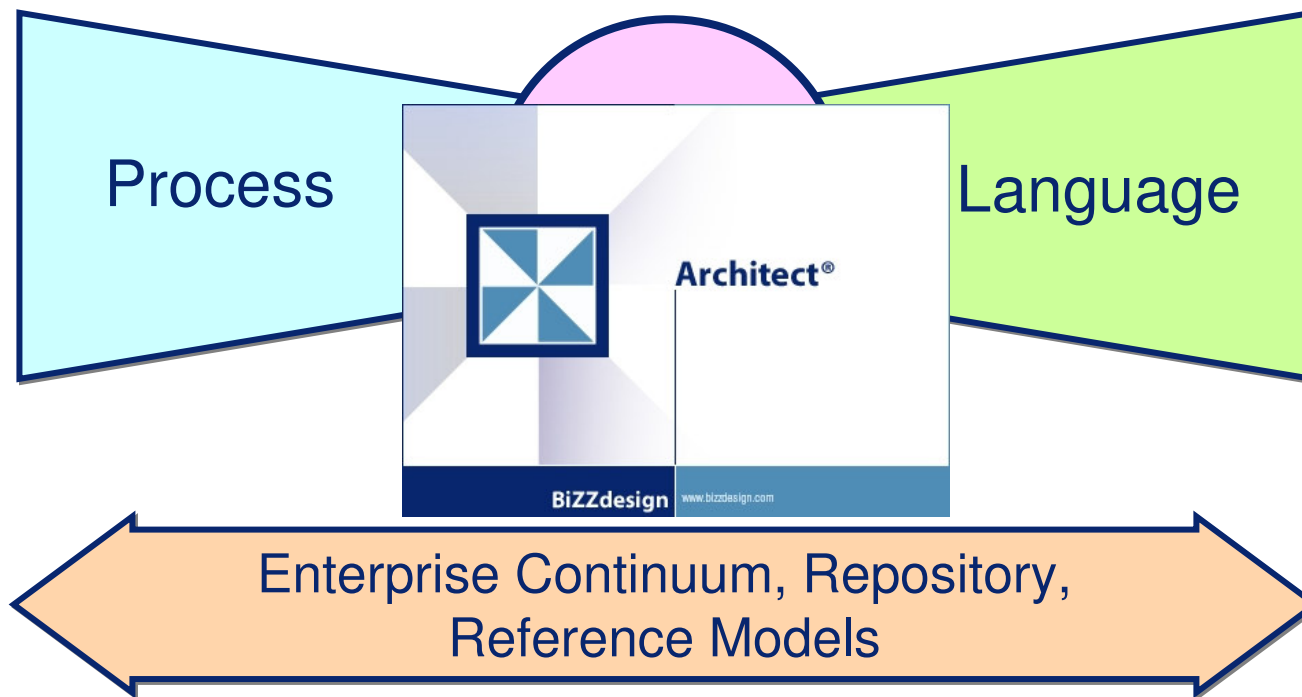 Process
Language
Architect®
BiZZdesign
www.bizzdesign.com
Enterprise Continuum, Repository,
Reference Models